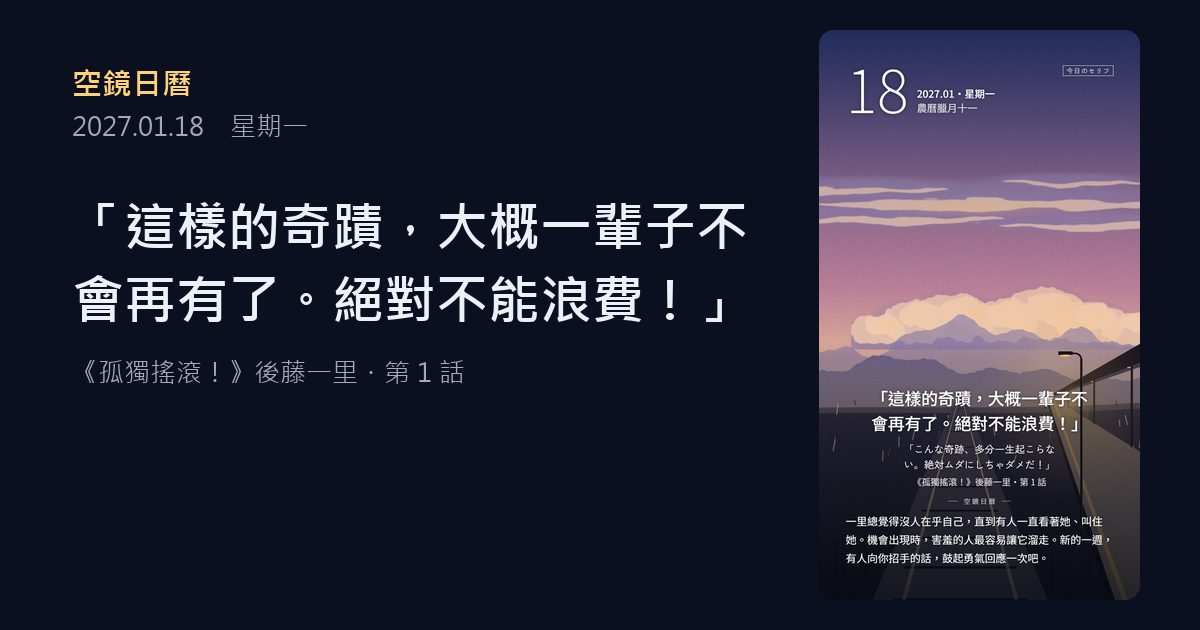 空鏡日曆
2027.01.18　星期一
「這樣的奇蹟，大概一輩子不
會再有了。絕對不能浪費！」
《孤獨搖滾！》後藤一里．第 1 話
18
2027.01・星期一
農曆臘月十一
今日のセリフ
「這樣的奇蹟，大概一輩子不
會再有了。絕對不能浪費！」
「こんな奇跡、多分一生起こらな
い。絶対ムダにしちゃダメだ！」
《孤獨搖滾！》後藤一里・第 1 話
— 空鏡日曆 —
一里總覺得沒人在乎自己，直到有人一直看著她、叫住
她。機會出現時，害羞的人最容易讓它溜走。新的一週，
有人向你招手的話，鼓起勇氣回應一次吧。